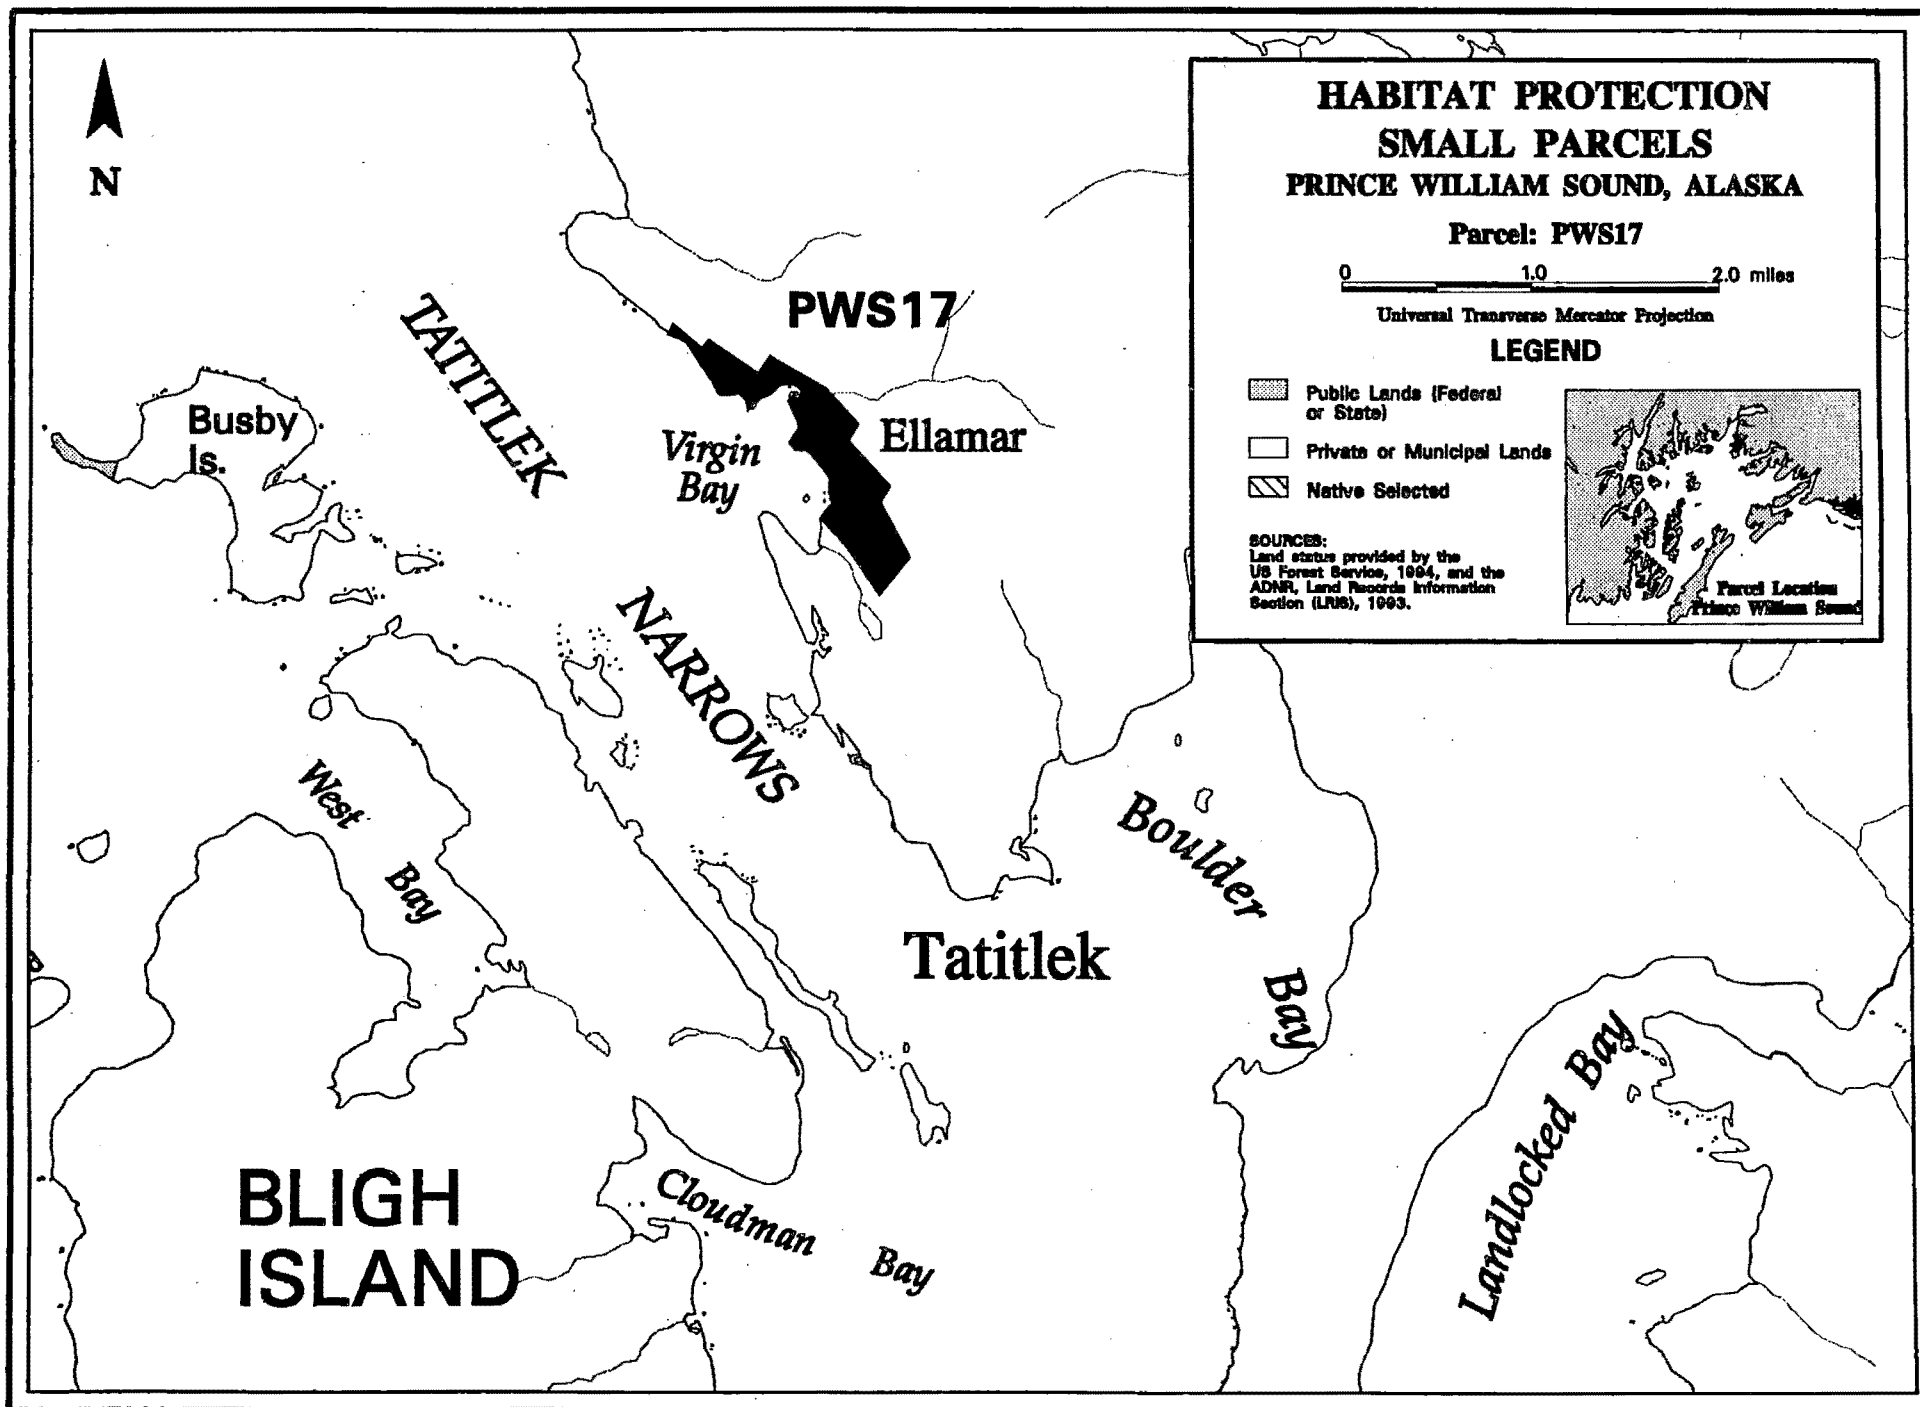 N
HABITAT PROTECTION
SMALL PARCELS
PRINCE WILLIAM SOUND, ALASKA
Parcel: PWS17
0 1.0 2.0 miles
Universal Transverse Mercator Projection
LEGEND
Public Lands (Federal
or State)
Private or Municipal Lands
Native Selected
SOURCES:
Land status provided by the
US Forest Service, 1994, and the
ADNR, Land Records Information
Section (LRIS), 1993.
Parcel Location
Prince William Sound
PWS17
TATITLEK
NARROWS
Busby
Is.
Virgin
Bay
Ellamar
West
Bay
Boulder
Bay
Tatitlek
Landlocked Bay
BLIGH
ISLAND
Cloudman
Bay